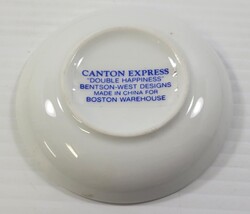 CANTON EXPRESS
"DOUBLE HAPPINESS"
BENTSON-WEST DESIGNS
MADE IN CHINA FOR
BOSTON WAREHOUSE